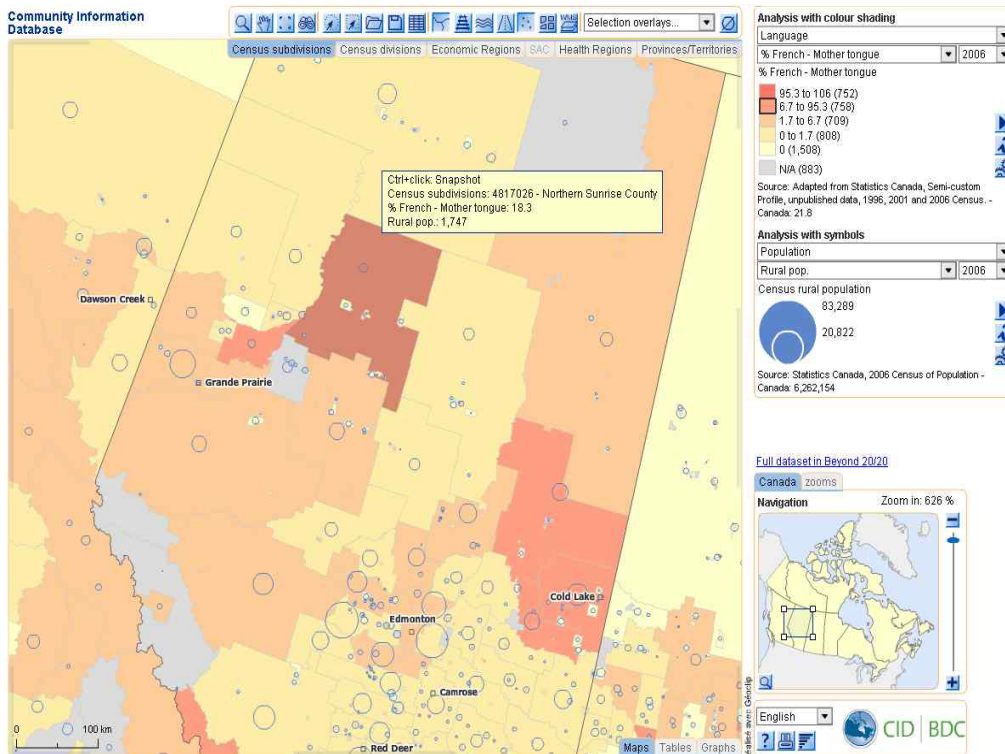 Community Information
Database
Selection overlays...
Census subdivisions Census divisions Economic Regions SAC Health Regions Provinces/Territories
Ctrl+click: Snapshot
Census subdivisions: 4817026 - Northern Sunrise County
% French - Mother tongue: 18.3
Rural pop.: 1,747
Dawson Creek
Grande Prairie
Cold Lake
Edmonton
Camrose
Red Deer
0 100 km
Maps Tables Graphs
Analysis with colour shading
Language
% French - Mother tongue 2006
% French - Mother tongue
95.3 to 106 (752)
6.7 to 95.3 (758)
1.7 to 6.7 (709)
0 to 1.7 (808)
0 (1,508)
N/A (883)
Source: Adapted from Statistics Canada, Semi-custom
Profile, unpublished data, 1996, 2001 and 2006 Census. -
Canada: 21.8
Analysis with symbols
Population
Rural pop. 2006
Census rural population
83,289
20,822
Source: Statistics Canada, 2006 Census of Population -
Canada: 6,262,154
Full dataset in Beyond 20/20
Canada zooms
Navigation Zoom in: 626 %
English
? CID | BDC